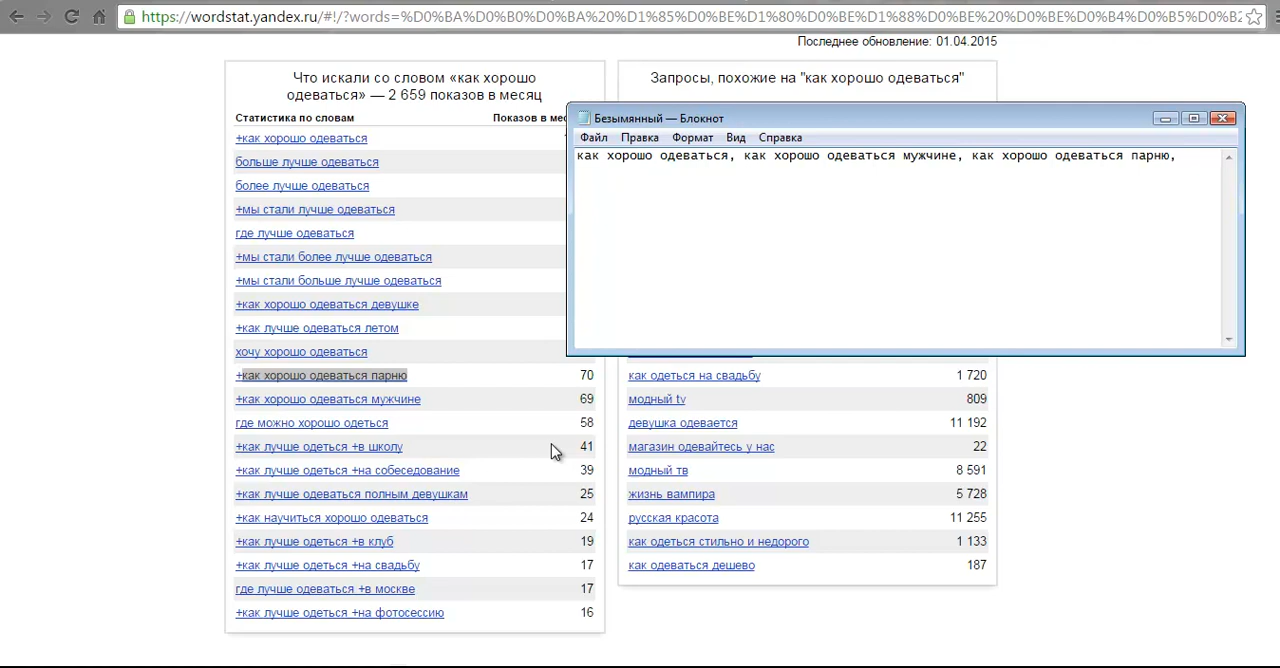 https://wordstat.yandex.ru/#!/?words=%D0%BA%D0%B0%D0%BA%20%D1%85%D0%BE%D1%80%D0%BE%D1%88%D0%BE%20%D0%BE%D0%B4%D0%B5%D0%B2
Последнее обновление: 01.04.2015
Что искали со словом «как хорошо
одеваться» — 2 659 показов в месяц
Статистика по словам Показов в мес
+как хорошо одеваться
больше лучше одеваться
более лучше одеваться
+мы стали лучше одеваться
где лучше одеваться
+мы стали более лучше одеваться
+мы стали больше лучше одеваться
+как хорошо одеваться девушке
+как лучше одеваться летом
хочу хорошо одеваться
+как хорошо одеваться парню 70
+как хорошо одеваться мужчине 69
где можно хорошо одеться 58
+как лучше одеться +в школу 41
+как лучше одеться +на собеседование 39
+как лучше одеваться полным девушкам 25
+как научиться хорошо одеваться 24
+как лучше одеться +в клуб 19
+как лучше одеться +на свадьбу 17
где лучше одеваться +в москве 17
+как лучше одеться +на фотосессию 16
Запросы, похожие на "как хорошо одеваться"
Безымянный — Блокнот
Файл Правка Формат Вид Справка
как хорошо одеваться, как хорошо одеваться мужчине, как хорошо одеваться парню,
как одеться на свадьбу 1 720
модный tv 809
девушка одевается 11 192
магазин одевайтесь у нас 22
модный тв 8 591
жизнь вампира 5 728
русская красота 11 255
как одеться стильно и недорого 1 133
как одеваться дешево 187